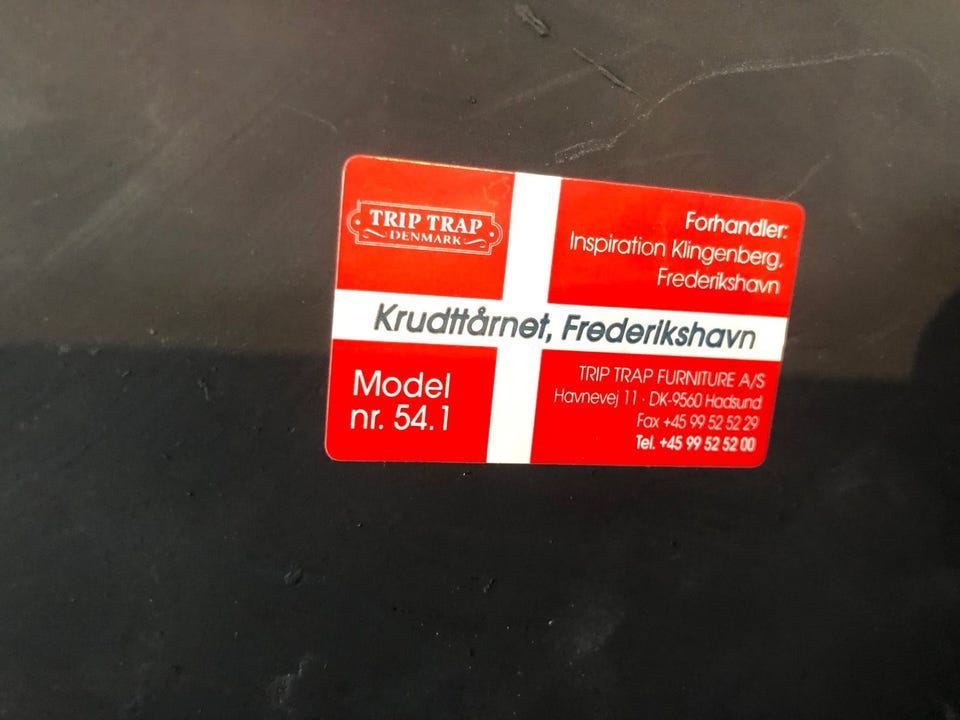 TRIP TRAP
DENMARK
Forhandler:
Inspiration Klingenberg,
Frederikshavn
Krudttårnet, Frederikshavn
Model
nr. 54.1
TRIP TRAP FURNITURE A/S
Havnevej 11 · DK-9560 Hadsund
Fax +45 99 52 52 29
Tel. +45 99 52 52 00